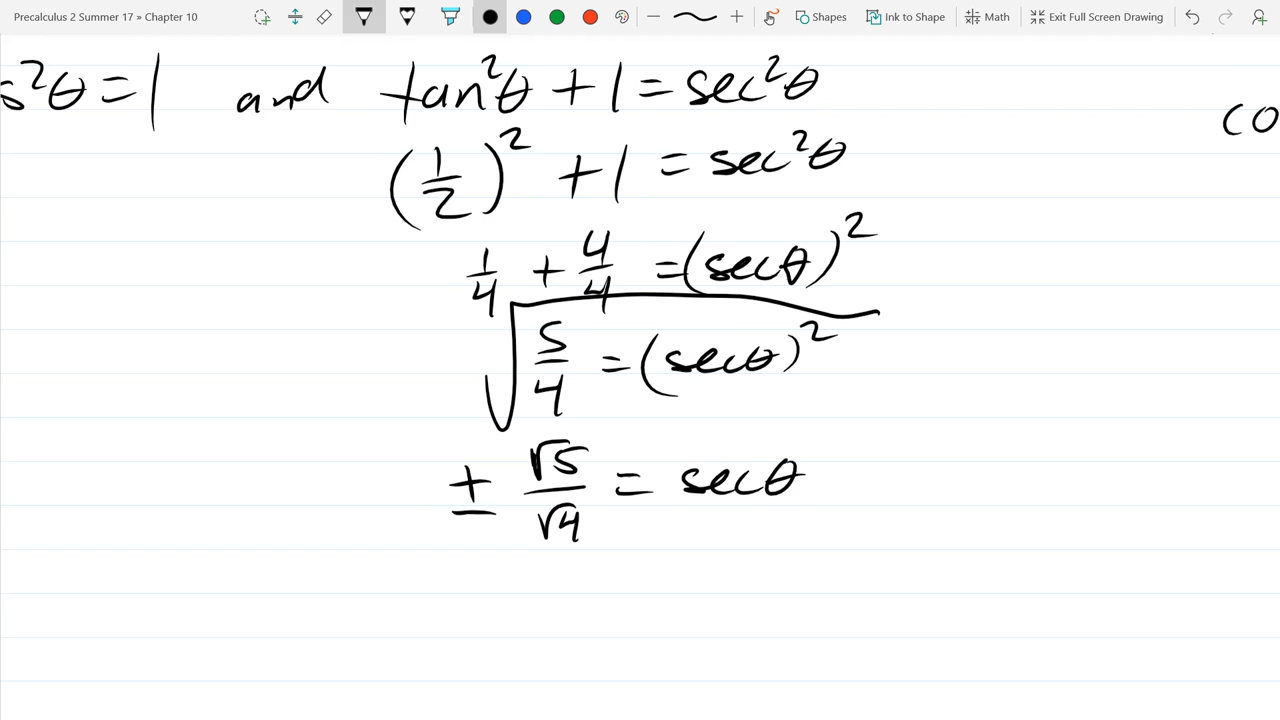 Precalculus 2 Summer 17 » Chapter 10
Shapes
Ink to Shape
Math
Exit Full Screen Drawing
s²θ = 1 and tan²θ + 1 = sec²θ
co
(1/2)² + 1 = sec²θ
1/4 + 4/4 = (secθ)²
√5/4 = (secθ)²
± √5/√4 = secθ